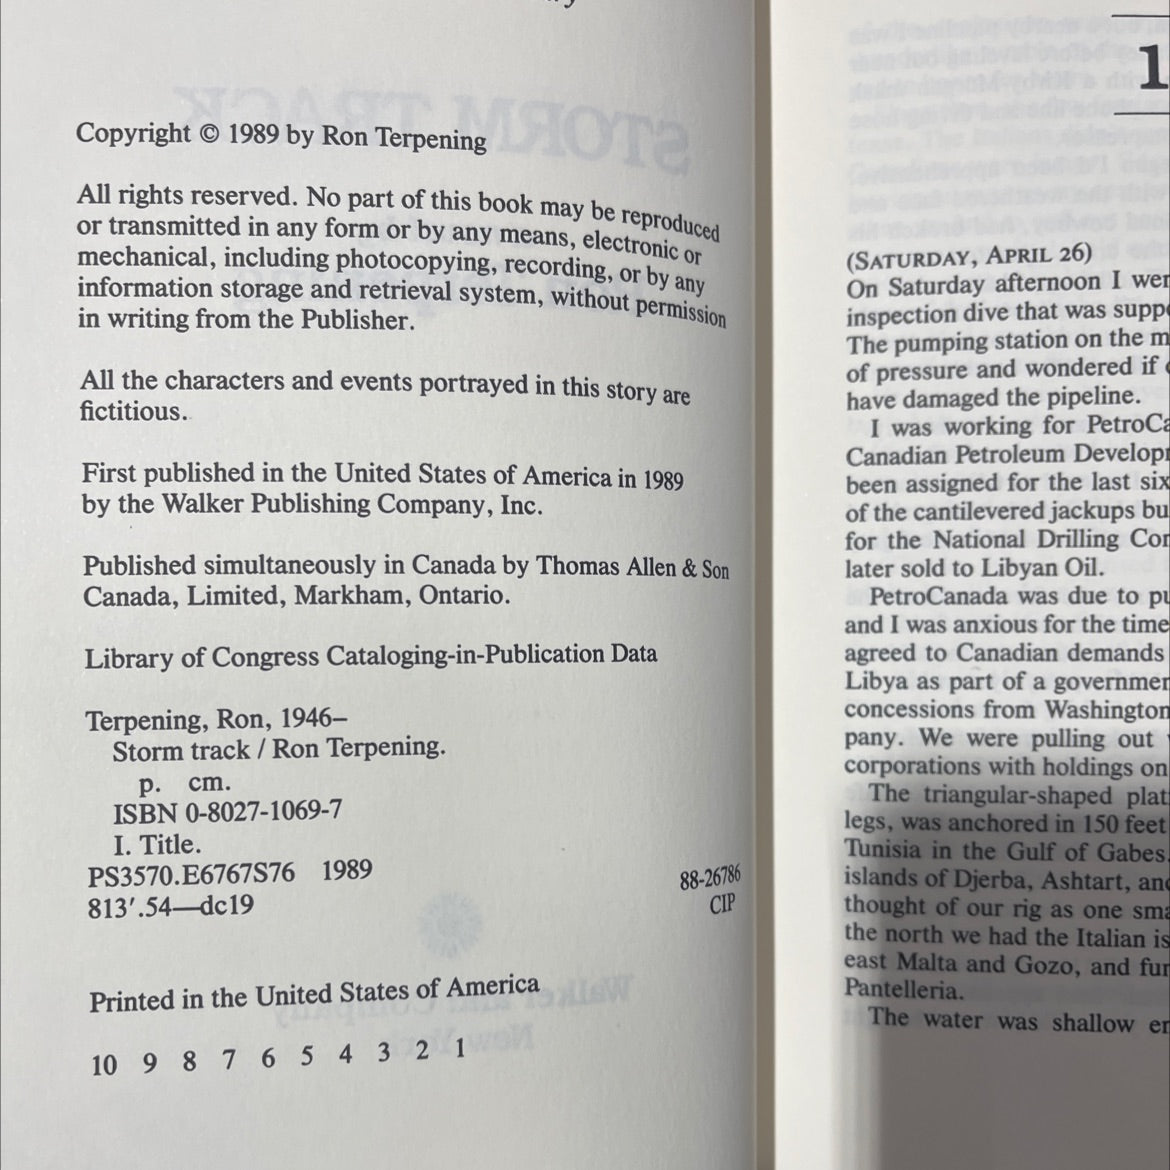 Copyright © 1989 by Ron Terpening
All rights reserved. No part of this book may be reproduced
or transmitted in any form or by any means, electronic or
mechanical, including photocopying, recording, or by any
information storage and retrieval system, without permission
in writing from the Publisher.
All the characters and events portrayed in this story are
fictitious.
First published in the United States of America in 1989
by the Walker Publishing Company, Inc.
Published simultaneously in Canada by Thomas Allen & Son
Canada, Limited, Markham, Ontario.
Library of Congress Cataloging-in-Publication Data
Terpening, Ron, 1946–
Storm track / Ron Terpening.
p. cm.
ISBN 0-8027-1069-7
I. Title.
PS3570.E6767S76 1989 88-26786
813'.54—dc19 CIP
Printed in the United States of America
10 9 8 7 6 5 4 3 2 1
1
(SATURDAY, APRIL 26)
On Saturday afternoon I
inspection dive that was
The pumping station on the
of pressure and wondered if
have damaged the pipeline.
I was working for
Canadian Petroleum
been assigned for the last six
of the cantilevered jackups
for the National Drilling
later sold to Libyan Oil.
PetroCanada was due to
and I was anxious for the time
agreed to Canadian demands
Libya as part of a
concessions from Washington
pany. We were pulling out
corporations with holdings on
The triangular-shaped
legs, was anchored in 150 feet
Tunisia in the Gulf of Gabes.
islands of Djerba, Ashtart,
thought of our rig as one
the north we had the Italian
east Malta and Gozo, and
Pantelleria.
The water was shallow